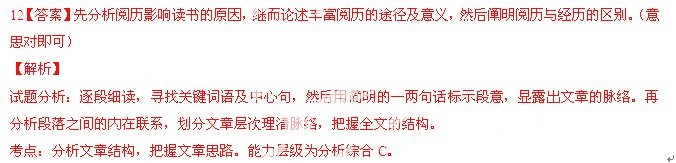 12【答案】先分析阅历影响读书的原因，继而论述丰富阅历的途径及意义，然后阐明阅历与经历的区别。（意
思对即可）
【解析】
试题分析：逐段细读，寻找关键词语及中心句，然后用简明的一两句话标示段意，显露出文章的脉络。再
分析段落之间的内在联系，划分文章层次理清脉络，把握全文的结构。
考点：分析文章结构，把握文章思路。能力层级为分析综合 C。